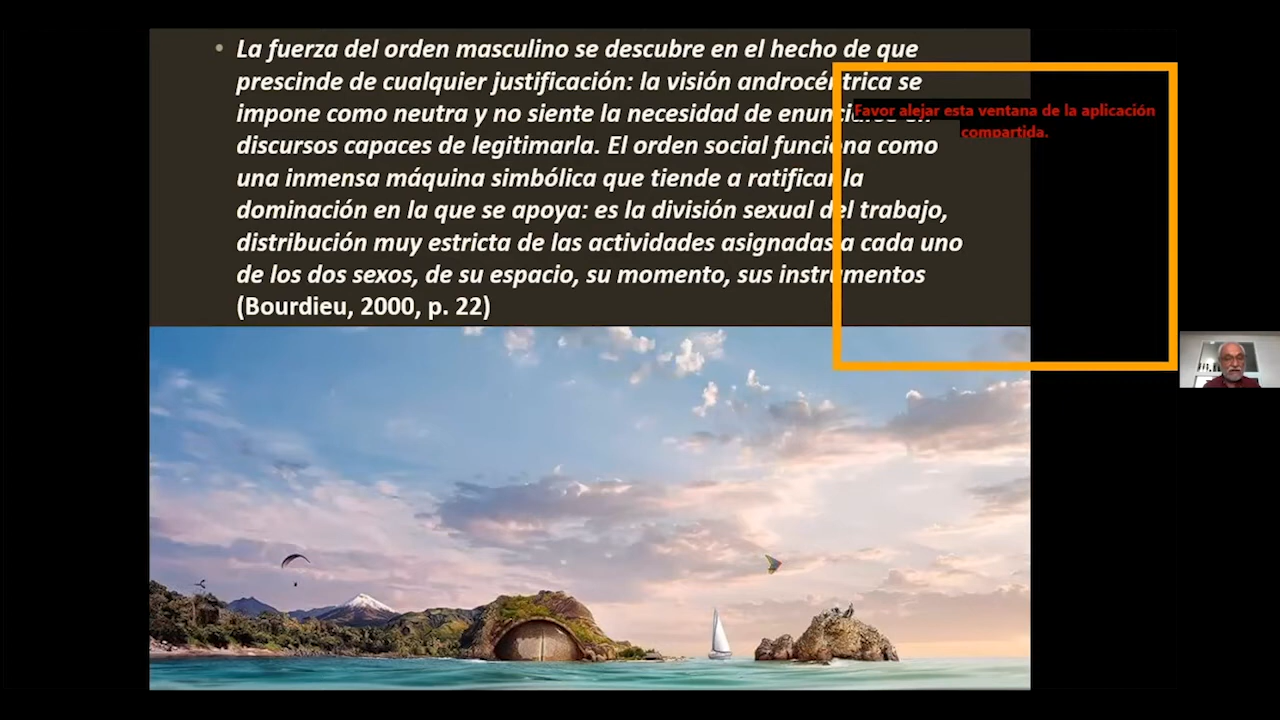 • La fuerza del orden masculino se descubre en el hecho de que
prescinde de cualquier justificación: la visión androcéntrica se
impone como neutra y no siente la necesidad de
discursos capaces de legitimarla. El orden social funciona como
una inmensa máquina simbólica que tiende a ratificar la
dominación en la que se apoya: es la división sexual del trabajo,
distribución muy estricta de las actividades asignadas a cada uno
de los dos sexos, de su espacio, su momento, sus instrumentos
(Bourdieu, 2000, p. 22)
Favor alejar esta ventana de la aplicación
compartida.